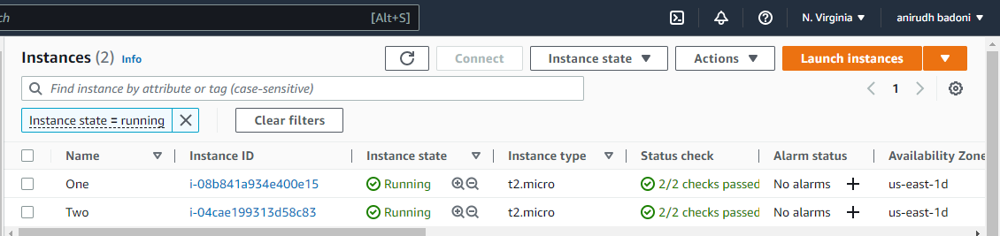 ch [Alt+S] N. Virginia anirudh badoni
Instances (2) Info Connect Instance state Actions Launch instances
Find instance by attribute or tag (case-sensitive) 1
Instance state = running Clear filters
Name Instance ID Instance state Instance type Status check Alarm status Availability Zone
One i-08b841a934e400e15 Running t2.micro 2/2 checks passed No alarms us-east-1d
Two i-04cae199313d58c83 Running t2.micro 2/2 checks passed No alarms us-east-1d